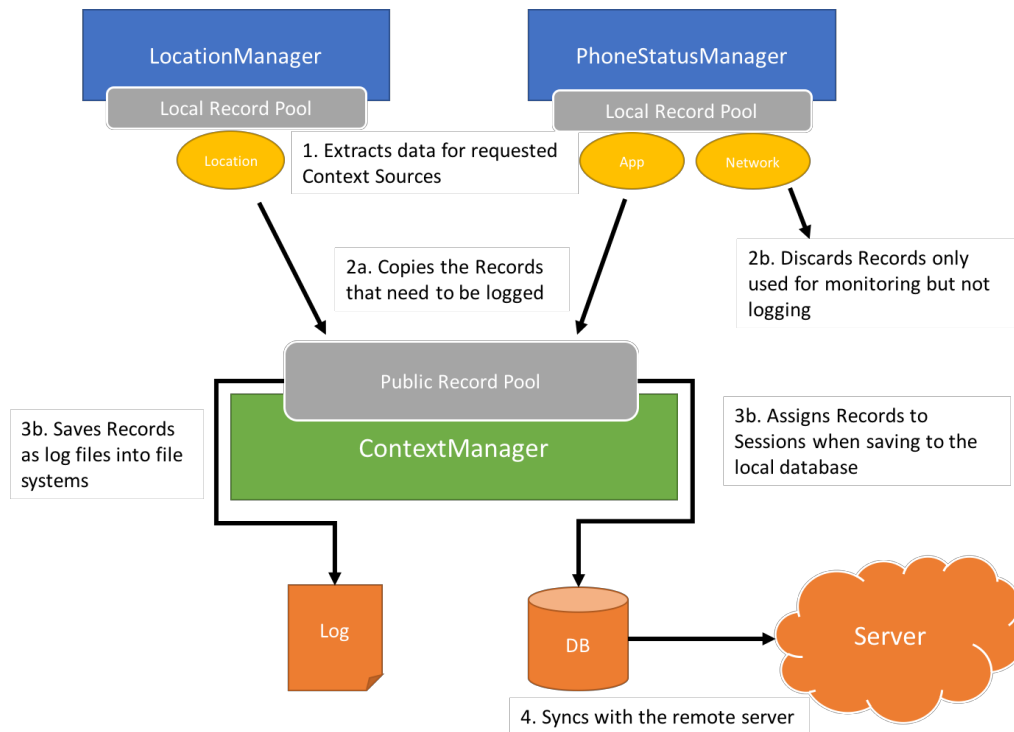 LocationManager
PhoneStatusManager
Local Record Pool
Local Record Pool
Location
1. Extracts data for requested
Context Sources
App
Network
2a. Copies the Records
that need to be logged
2b. Discards Records only
used for monitoring but not
logging
Public Record Pool
ContextManager
3b. Saves Records
as log files into file
systems
3b. Assigns Records to
Sessions when saving to the
local database
Log
DB
Server
4. Syncs with the remote server